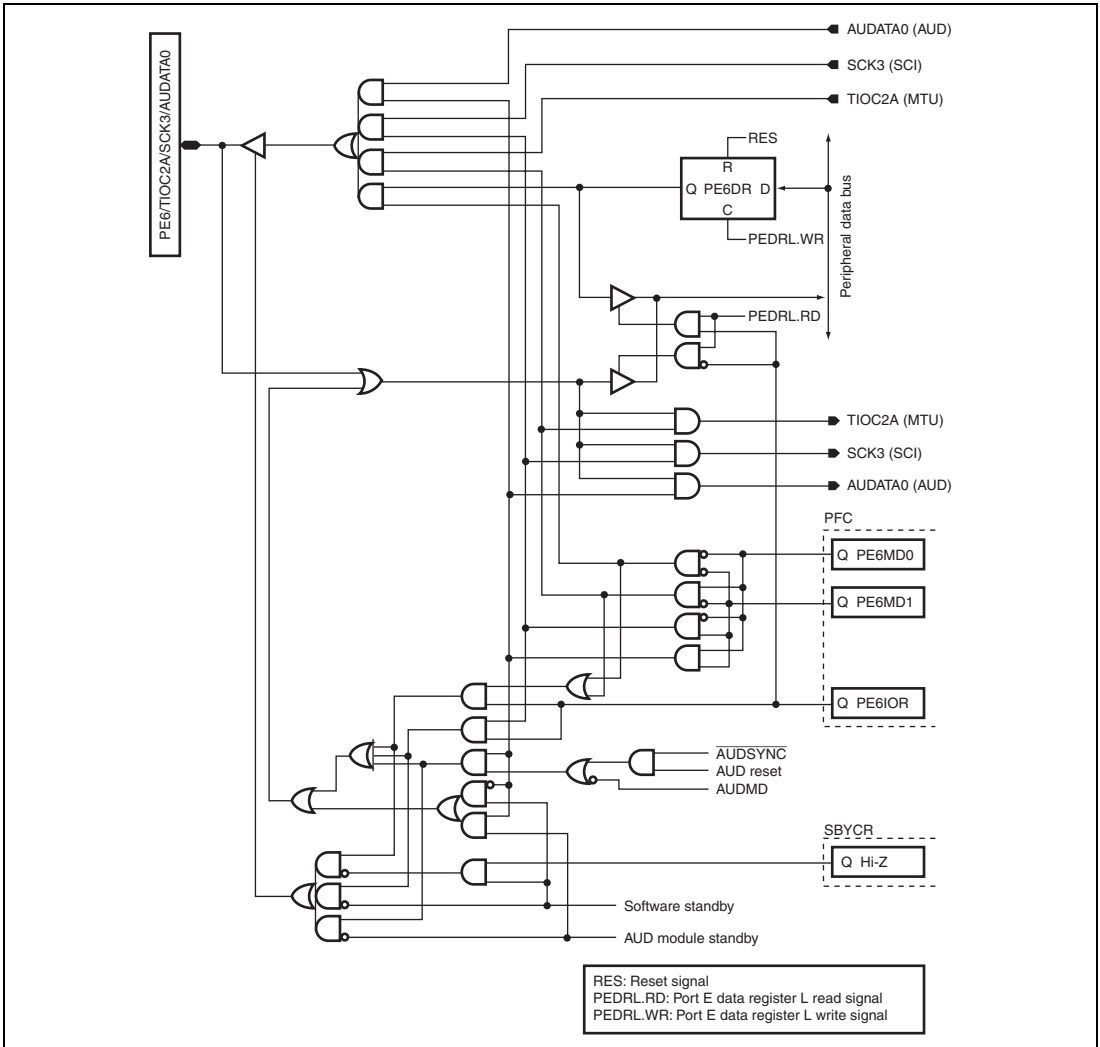 PE6/TIOC2A/SCK3/AUDATA0
AUDATA0 (AUD)
SCK3 (SCI)
TIOC2A (MTU)
RES
R
Q PE6DR D
C
PEDRL.WR
Peripheral data bus
PEDRL.RD
TIOC2A (MTU)
SCK3 (SCI)
AUDATA0 (AUD)
PFC
Q PE6MD0
Q PE6MD1
Q PE6IOR
AUDSYNC
AUD reset
AUDMD
SBYCR
Q Hi-Z
Software standby
AUD module standby
RES: Reset signal
PEDRL.RD: Port E data register L read signal
PEDRL.WR: Port E data register L write signal